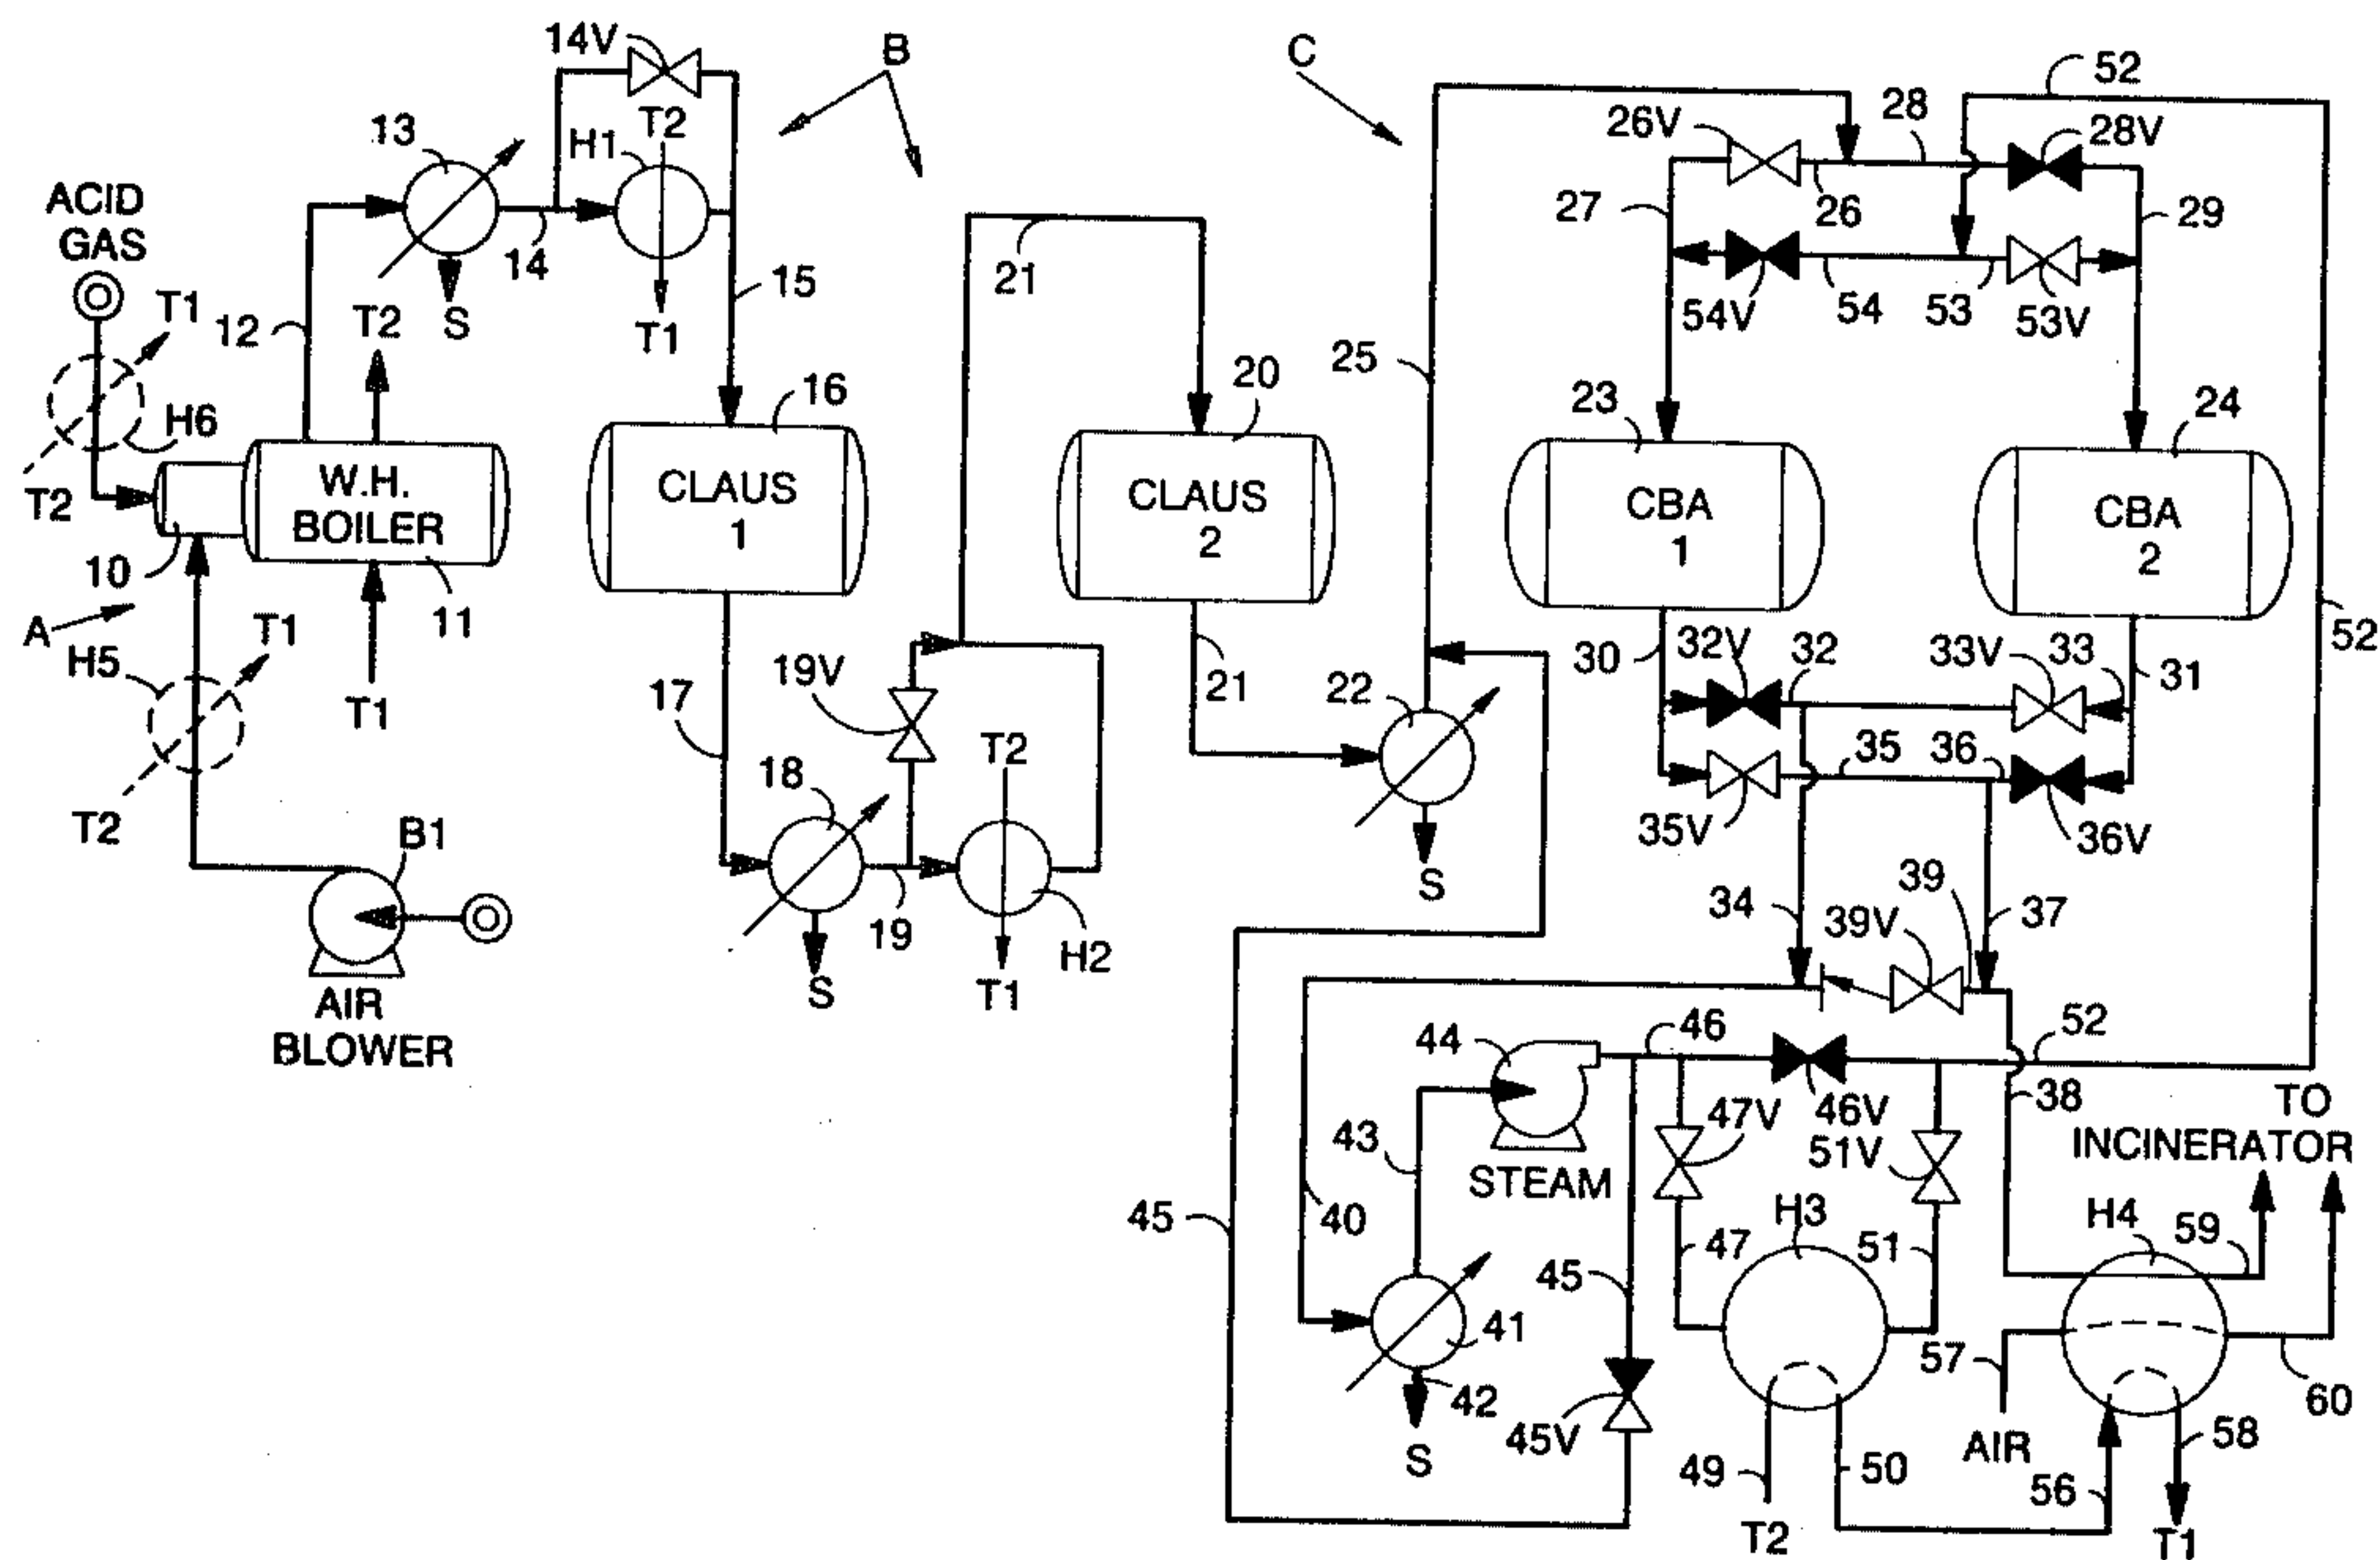 14V
B
C
52
13
H1
T2
26V
28
28V
ACID
GAS
14
S
T2
T1
12
T1
15
21
27
26
29
54V
54
53
53V
25
H6
T2
16
20
23
24
W.H.
BOILER
CLAUS
1
CLAUS
2
CBA
1
CBA
2
10
11
A
H5
T1
T1
T2
17
19V
21
22
30
32V
32
33V
33
31
52
18
T2
35
36
35V
36V
B1
S
19
H2
S
T1
34
39V
39
37
AIR
BLOWER
44
46
52
38
TO
INCINERATOR
43
STEAM
47V
46V
51V
45
40
47
H3
51
H4
59
45
41
42
S
45V
57
AIR
60
49
T2
50
56
58
T1